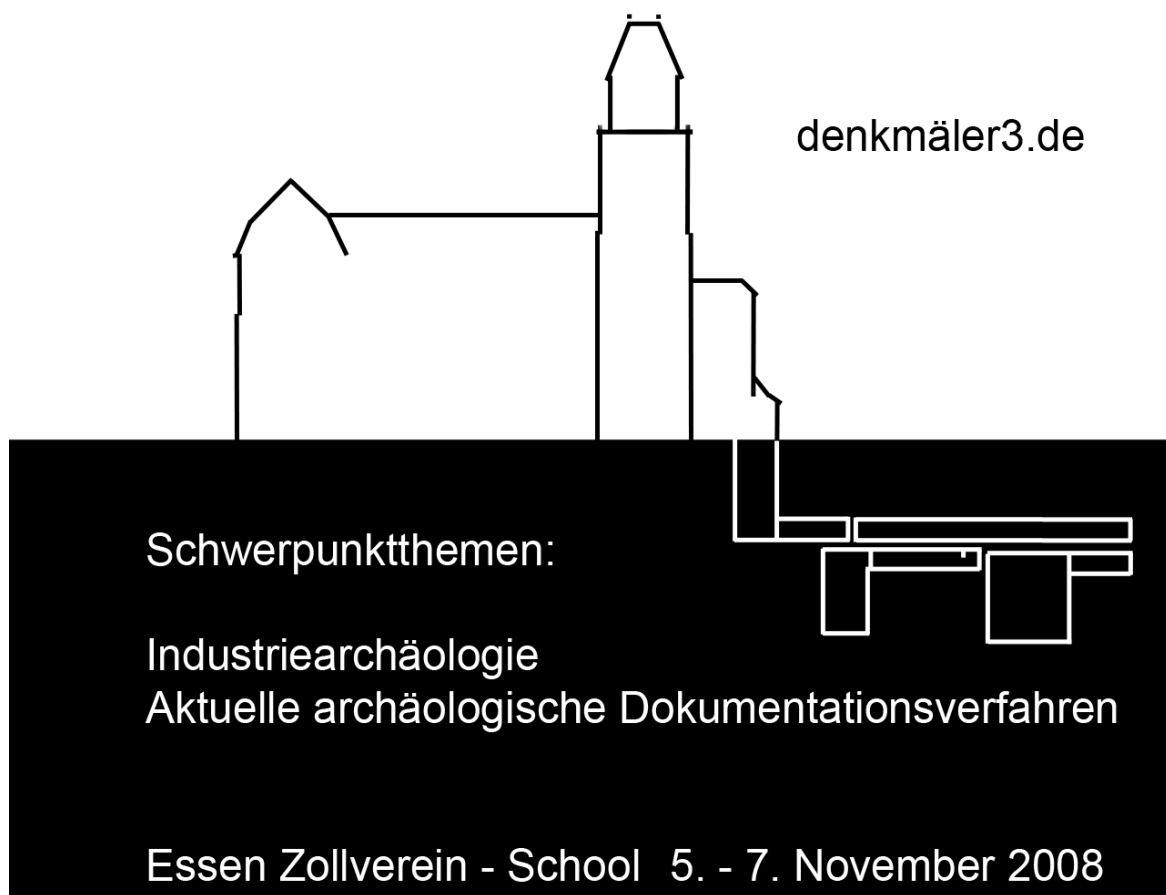 denkmäler3.de
Schwerpunktthemen:
Industriearchäologie
Aktuelle archäologische Dokumentationsverfahren
Essen Zollverein - School 5. - 7. November 2008